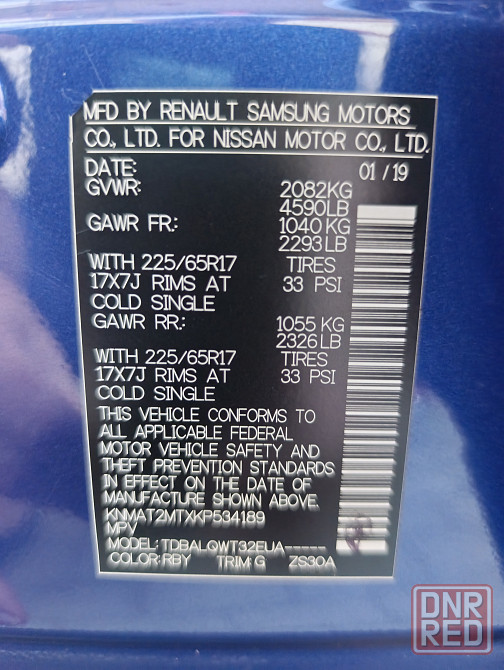 MFD BY RENAULT SAMSUNG MOTORS
CO., LTD. FOR NISSAN MOTOR CO., LTD.
DATE: 01 / 19
GVWR: 2082KG
4590LB
GAWR FR: 1040 KG
2293 LB
WITH 225/65R17 TIRES
17X7J RIMS AT 33 PSI
COLD SINGLE
GAWR RR: 1055 KG
2326 LB
WITH 225/65R17 TIRES
17X7J RIMS AT 33 PSI
COLD SINGLE
THIS VEHICLE CONFORMS TO
ALL APPLICABLE FEDERAL
MOTOR VEHICLE SAFETY AND
THEFT PREVENTION STANDARDS
IN EFFECT ON THE DATE OF
MANUFACTURE SHOWN ABOVE.
KNMAT2MTXKP534189
MPV
MODEL: TDBALQWT32EUA-----
COLOR:RBY TRIM:G ZS30A
DNR
RED